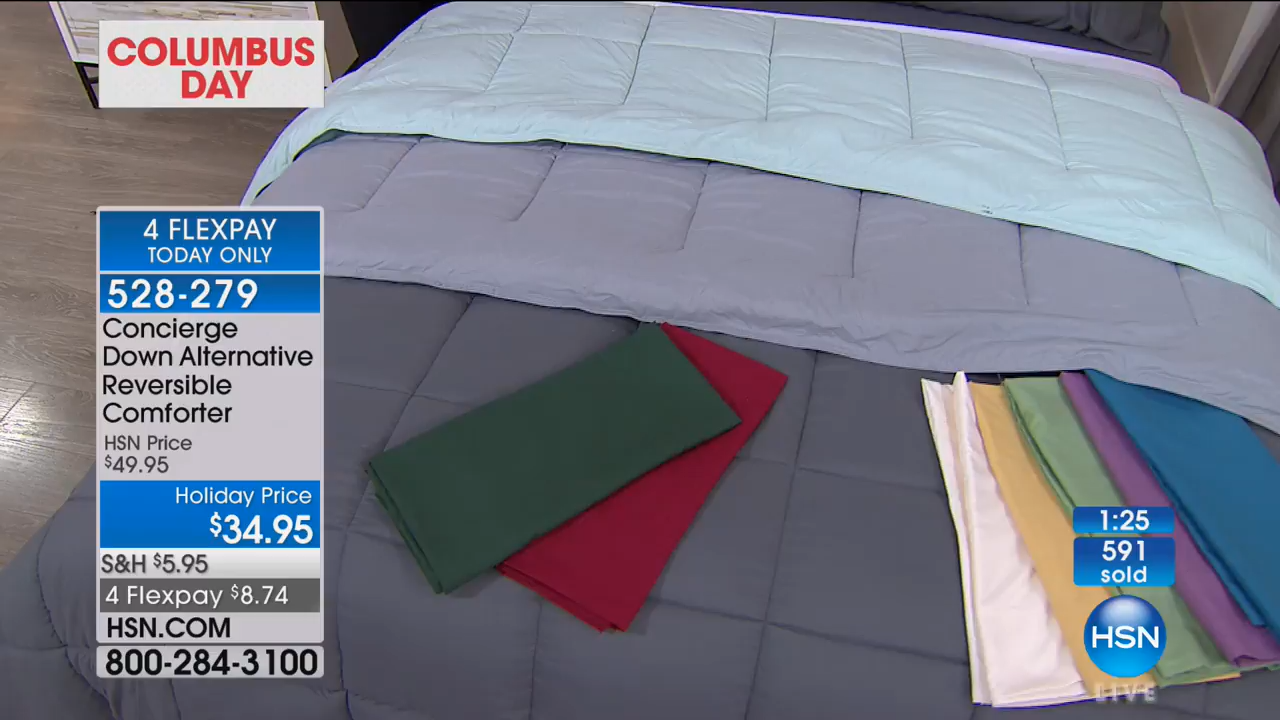 COLUMBUS
DAY
4 FLEXPAY
TODAY ONLY
528-279
Concierge
Down Alternative
Reversible
Comforter
HSN Price
$49.95
Holiday Price
$34.95
S&H $5.95
4 Flexpay $8.74
HSN.COM
800-284-3100
1:25
591
sold
HSN
LIVE